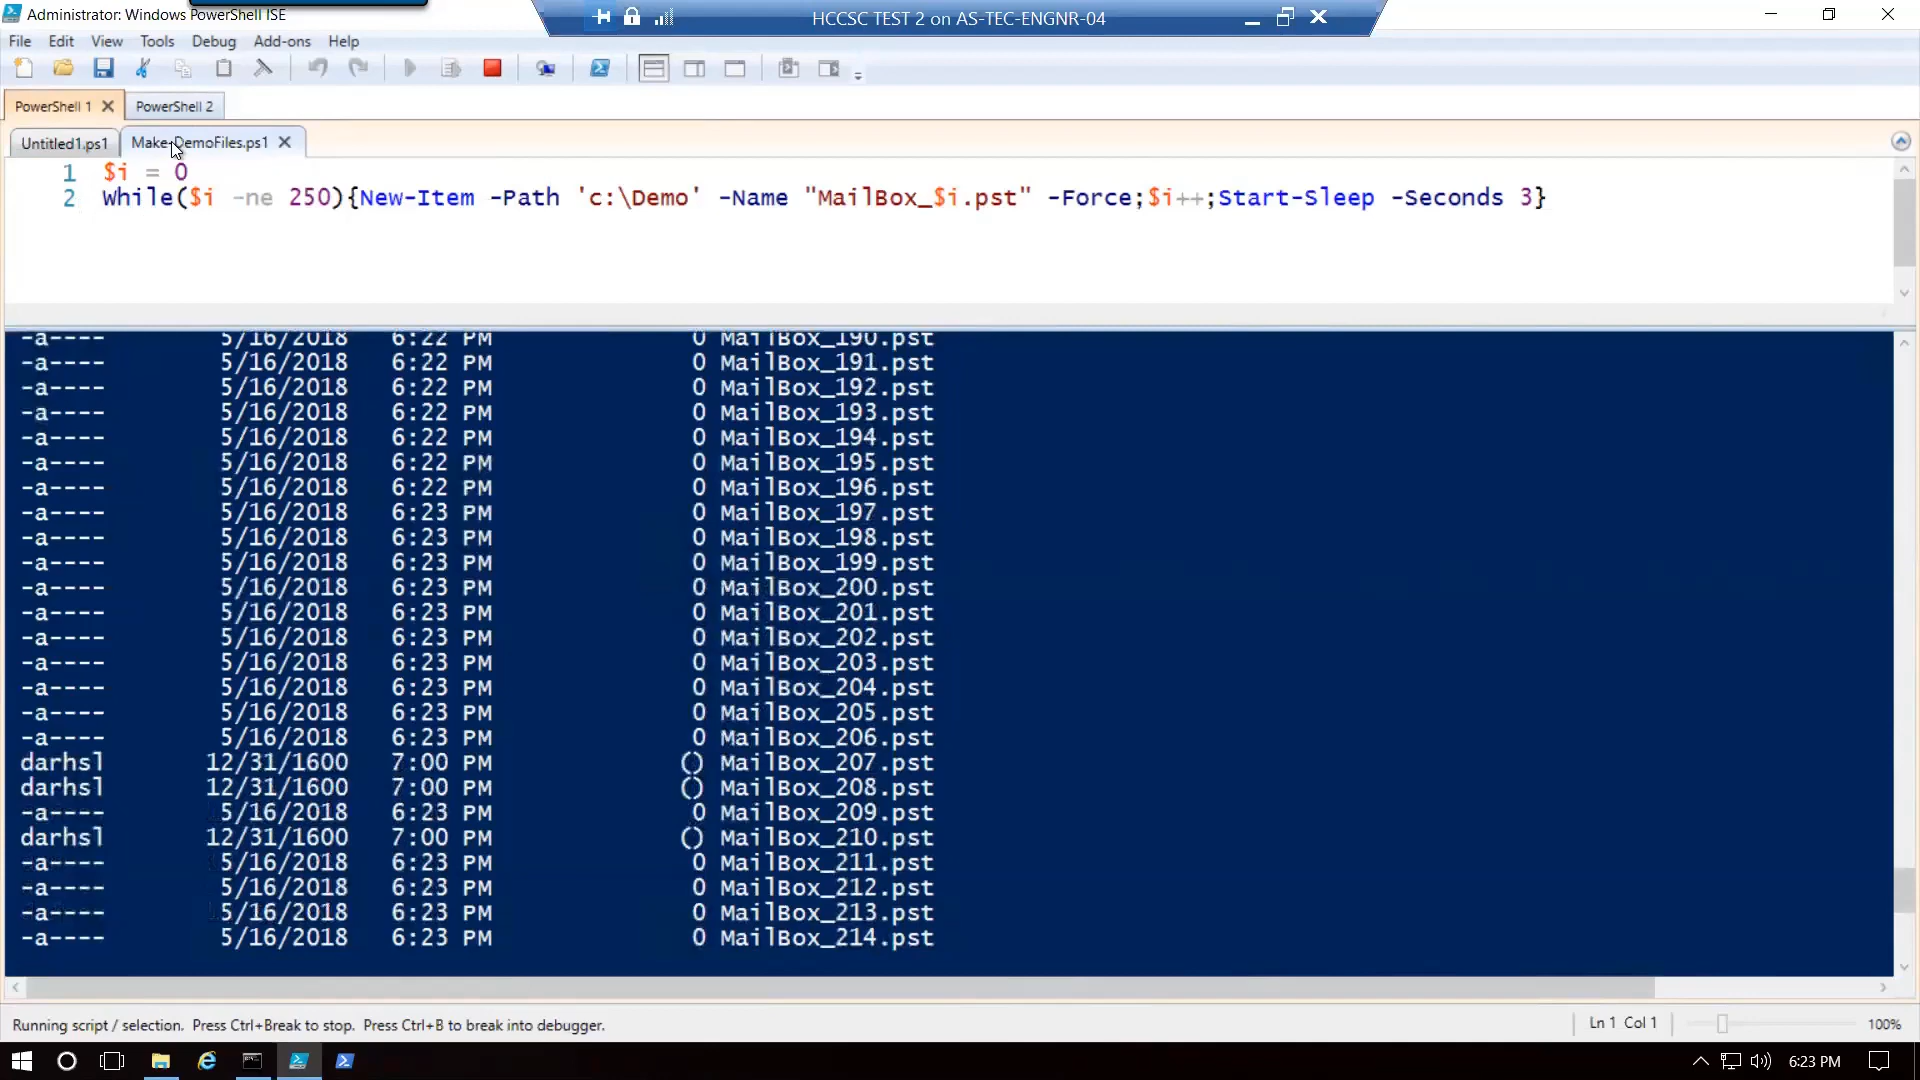 Administrator: Windows PowerShell ISE
HCCSC TEST 2 on AS-TEC-ENGNR-04
File Edit View Tools Debug Add-ons Help
PowerShell 1 PowerShell 2
Untitled1.ps1 Make-DemoFiles.ps1
1 $i = 0
2 While($i -ne 250){New-Item -Path 'c:\Demo' -Name "MailBox_$i.pst" -Force;$i++;Start-Sleep -Seconds 3}
-a---- 5/16/2018 6:22 PM 0 MailBox_190.pst
-a---- 5/16/2018 6:22 PM 0 MailBox_191.pst
-a---- 5/16/2018 6:22 PM 0 MailBox_192.pst
-a---- 5/16/2018 6:22 PM 0 MailBox_193.pst
-a---- 5/16/2018 6:22 PM 0 MailBox_194.pst
-a---- 5/16/2018 6:22 PM 0 MailBox_195.pst
-a---- 5/16/2018 6:22 PM 0 MailBox_196.pst
-a---- 5/16/2018 6:23 PM 0 MailBox_197.pst
-a---- 5/16/2018 6:23 PM 0 MailBox_198.pst
-a---- 5/16/2018 6:23 PM 0 MailBox_199.pst
-a---- 5/16/2018 6:23 PM 0 MailBox_200.pst
-a---- 5/16/2018 6:23 PM 0 MailBox_201.pst
-a---- 5/16/2018 6:23 PM 0 MailBox_202.pst
-a---- 5/16/2018 6:23 PM 0 MailBox_203.pst
-a---- 5/16/2018 6:23 PM 0 MailBox_204.pst
-a---- 5/16/2018 6:23 PM 0 MailBox_205.pst
-a---- 5/16/2018 6:23 PM 0 MailBox_206.pst
darhsl 12/31/1600 7:00 PM () MailBox_207.pst
darhsl 12/31/1600 7:00 PM () MailBox_208.pst
-a---- 5/16/2018 6:23 PM 0 MailBox_209.pst
darhsl 12/31/1600 7:00 PM () MailBox_210.pst
-a---- 5/16/2018 6:23 PM 0 MailBox_211.pst
-a---- 5/16/2018 6:23 PM 0 MailBox_212.pst
-a---- 5/16/2018 6:23 PM 0 MailBox_213.pst
-a---- 5/16/2018 6:23 PM 0 MailBox_214.pst
Running script / selection. Press Ctrl+Break to stop. Press Ctrl+B to break into debugger.
Ln 1 Col 1
100%
6:23 PM